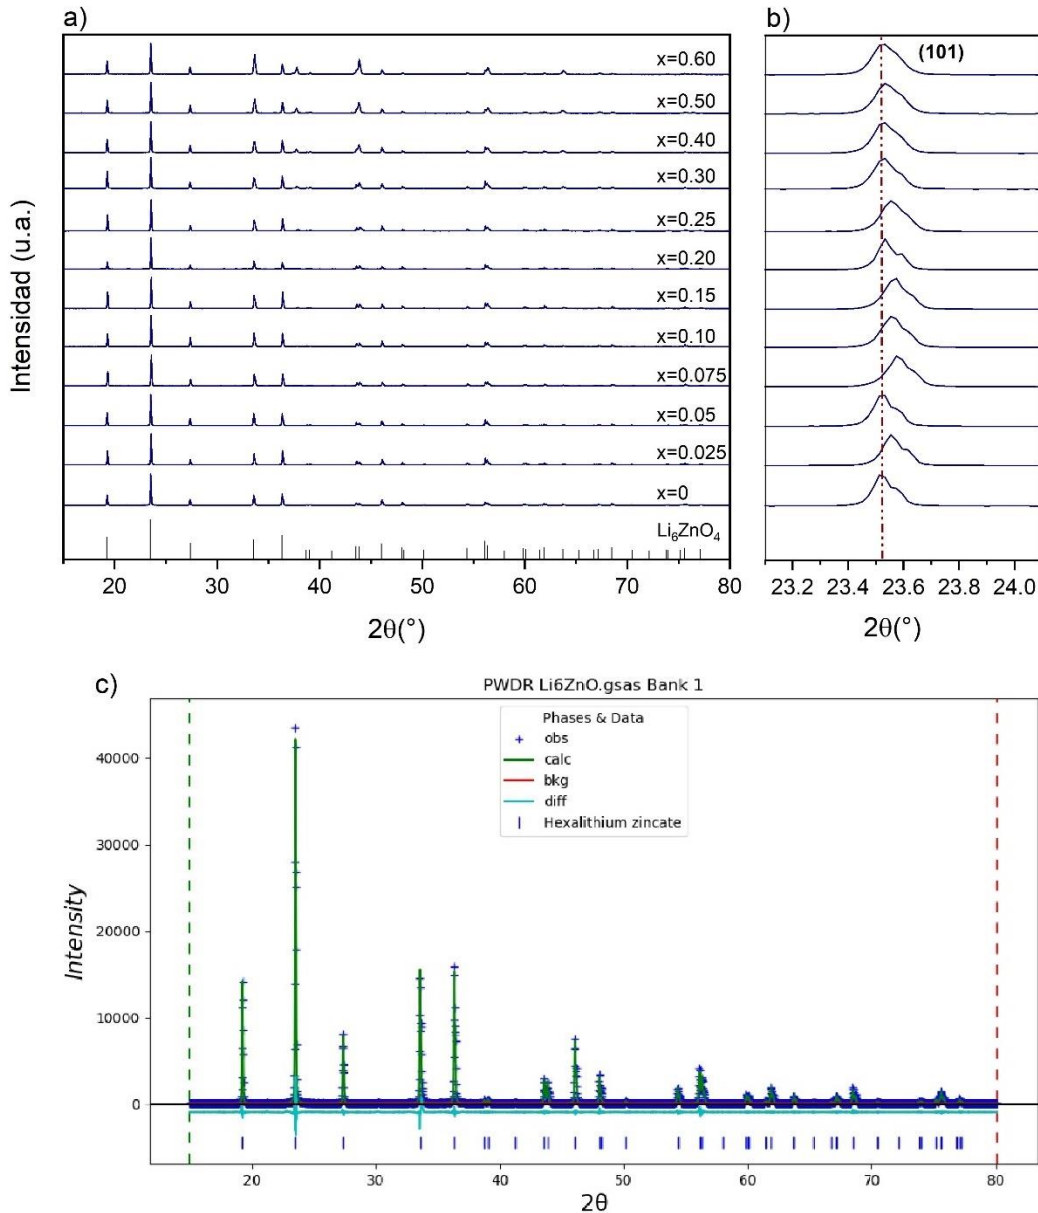 a)
Intensidad (u.a.)
x=0.60
x=0.50
x=0.40
x=0.30
x=0.25
x=0.20
x=0.15
x=0.10
x=0.075
x=0.05
x=0.025
x=0
Li₆ZnO₄
20 30 40 50 60 70 80
2θ(°)
b)
(101)
23.2 23.4 23.6 23.8 24.0
2θ(°)
c)
PWDR Li6ZnO.gsas Bank 1
Phases & Data
obs
calc
bkg
diff
Hexalithium zincate
Intensity
40000
30000
20000
10000
0
20 30 40 50 60 70 80
2θ